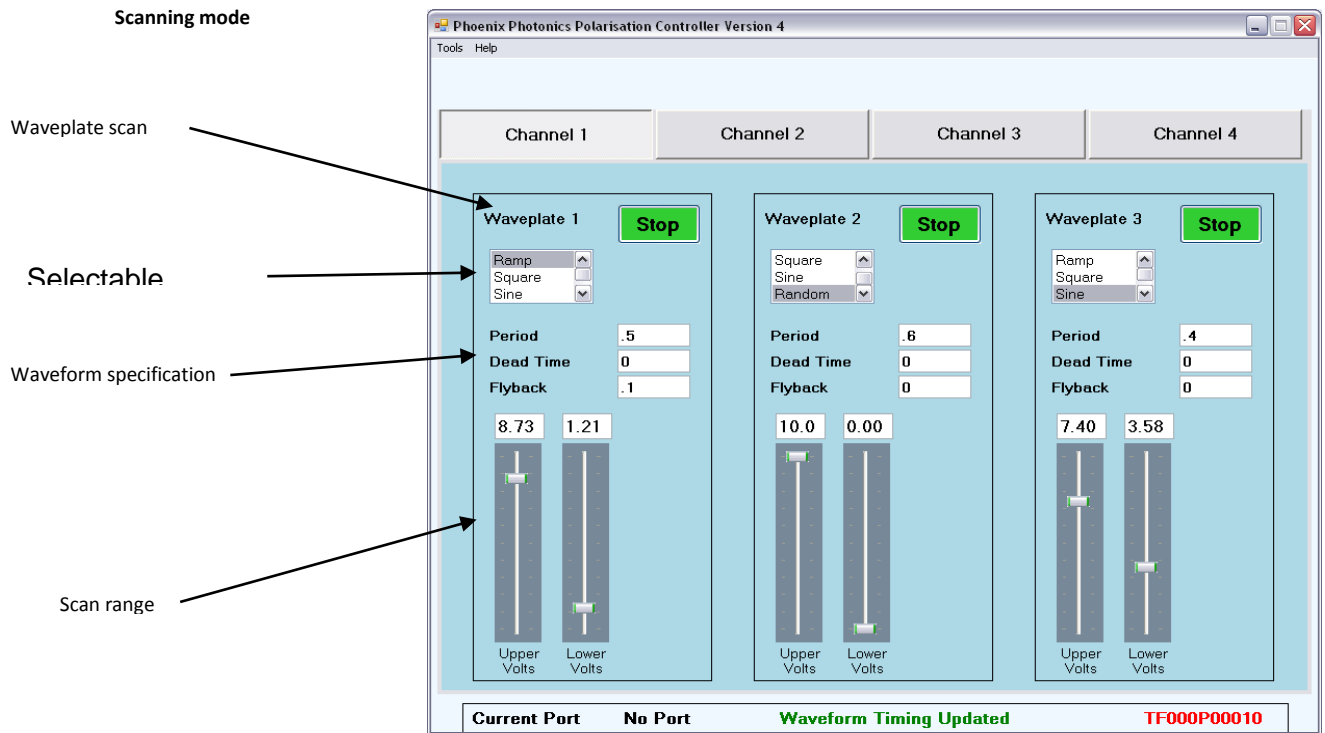 Scanning mode
Phoenix Photonics Polarisation Controller Version 4
Tools Help
Channel 1 Channel 2 Channel 3 Channel 4
Waveplate scan
Waveplate 1 Stop Waveplate 2 Stop Waveplate 3 Stop
Ramp Square Ramp
Selectable
Square Sine Square
Sine Random Sine
Period .5 Period .6 Period .4
Dead Time 0 Dead Time 0 Dead Time 0
Waveform specification
Flyback .1 Flyback 0 Flyback 0
8.73 1.21 10.0 0.00 7.40 3.58
Scan range
Upper Lower Upper Lower Upper Lower
Volts Volts Volts Volts Volts Volts
Current Port No Port Waveform Timing Updated TF000P00010